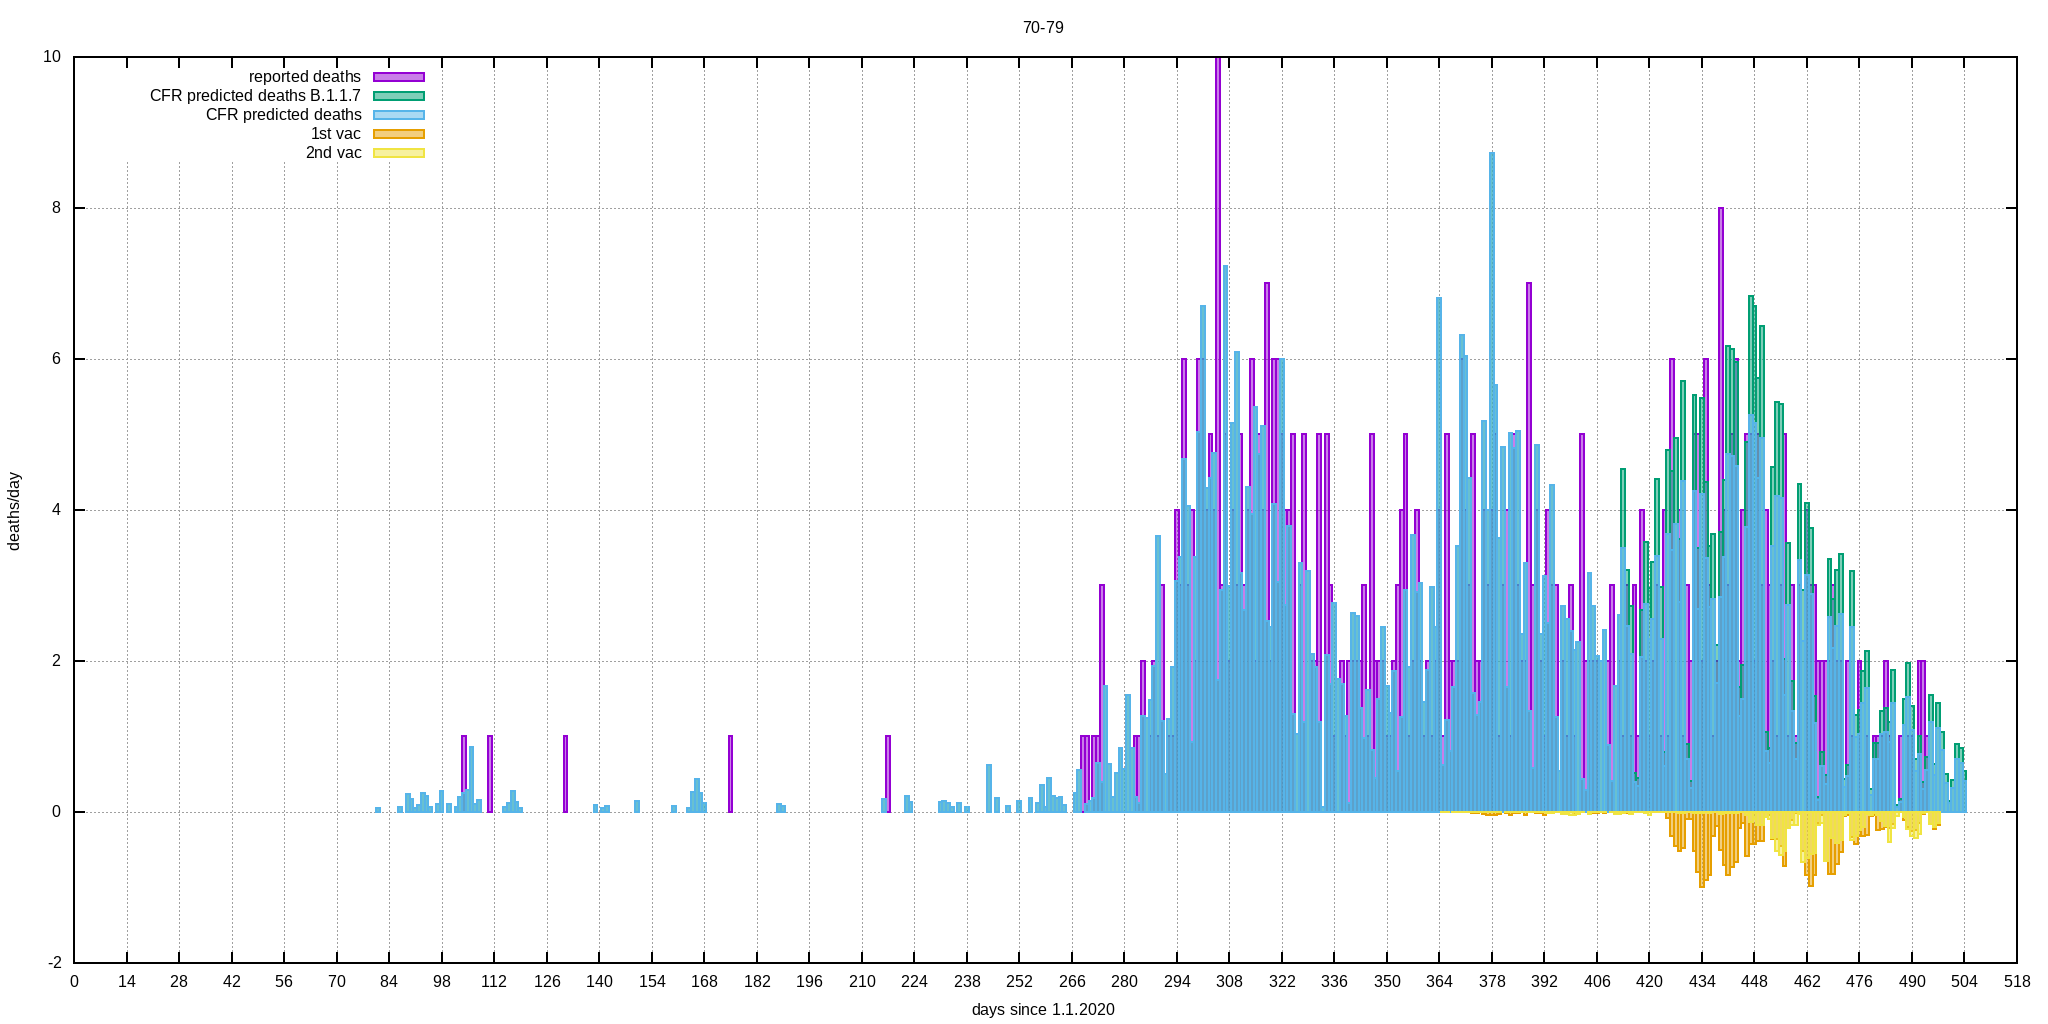 70-79
10
reported deaths
CFR predicted deaths B.1.1.7
CFR predicted deaths
1st vac
2nd vac
8
6
4
2
0
-2
deaths/day
0 14 28 42 56 70 84 98 112 126 140 154 168 182 196 210 224 238 252 266 280 294 308 322 336 350 364 378 392 406 420 434 448 462 476 490 504 518
days since 1.1.2020